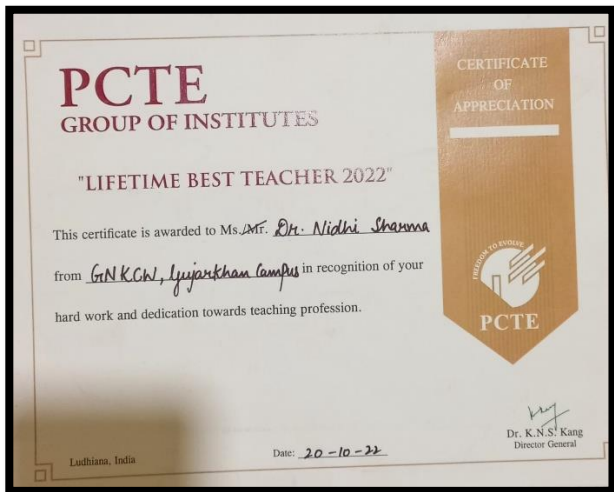 PCTE
GROUP OF INSTITUTES
CERTIFICATE
OF
APPRECIATION
"LIFETIME BEST TEACHER 2022"
This certificate is awarded to Ms./Mr. Dr. Nidhi Sharma
from GNKCW, Gujarkhan Campus in recognition of your
hard work and dedication towards teaching profession.
FREEDOM TO EVOLVE
PCTE
Dr. K.N.S. Kang
Director General
Ludhiana, India
Date: 20-10-22